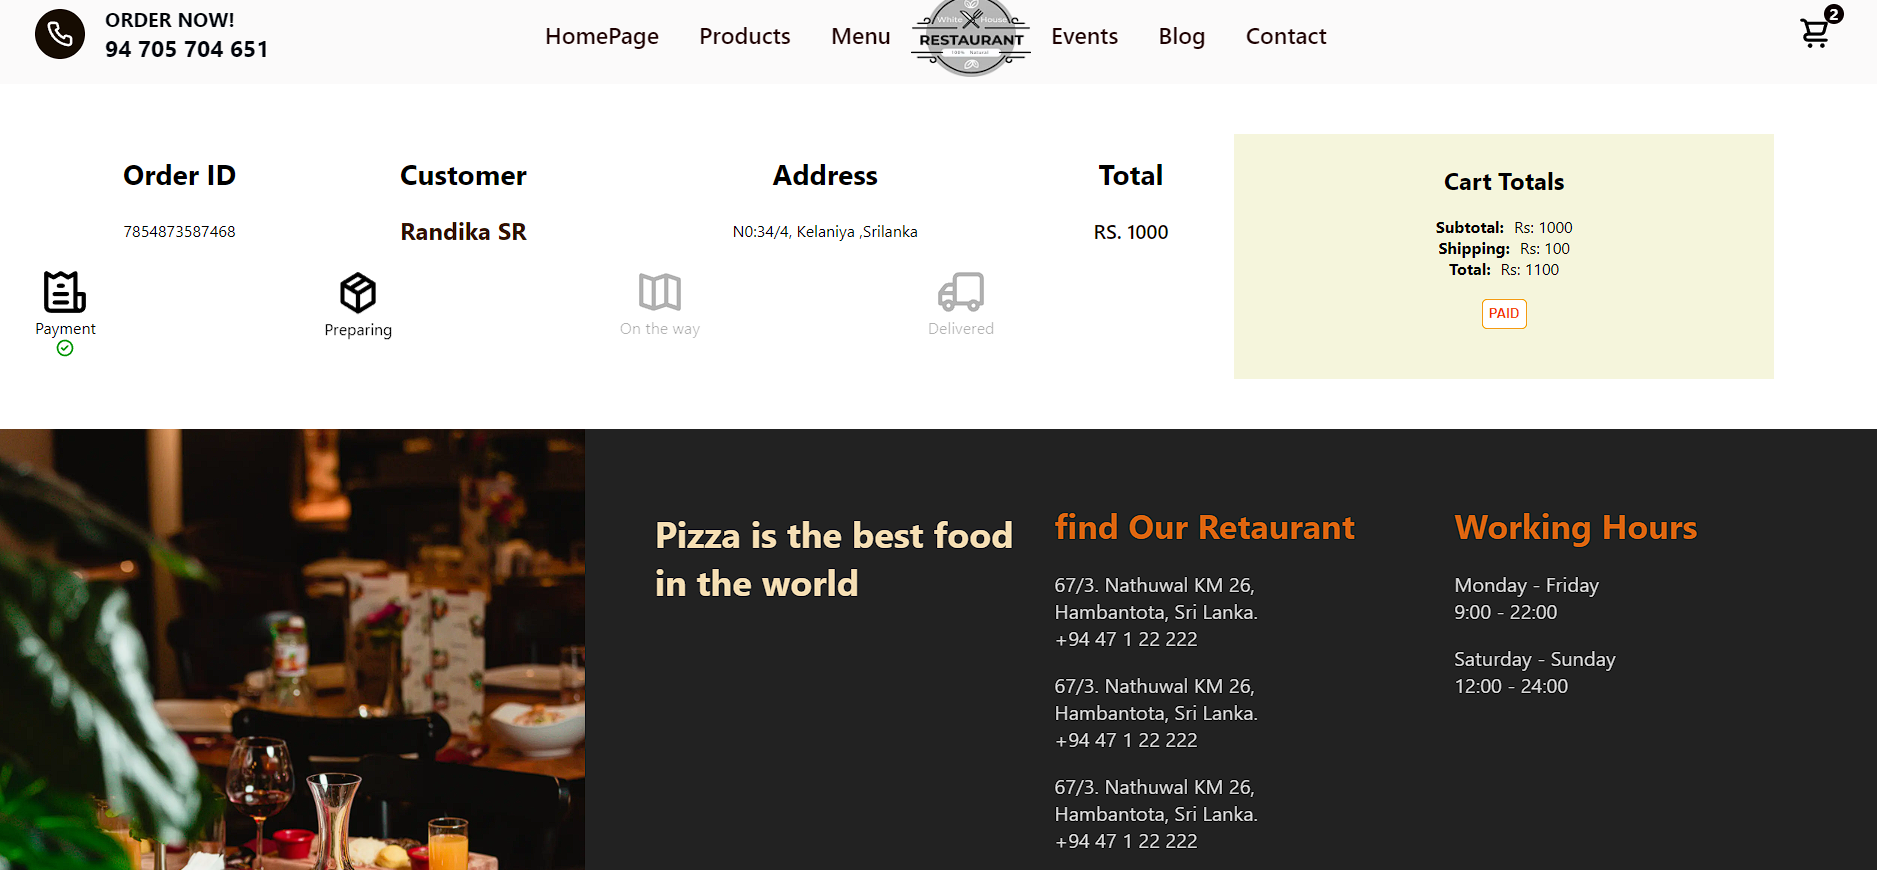 ORDER NOW!
94 705 704 651
HomePage
Products
Menu
White House
RESTAURANT
100% Natural
Events
Blog
Contact
2
Order ID
Customer
Address
Total
7854873587468
Randika SR
N0:34/4, Kelaniya ,Srilanka
RS. 1000
Payment
Preparing
On the way
Delivered
Cart Totals
Subtotal: Rs: 1000
Shipping: Rs: 100
Total: Rs: 1100
PAID
Pizza is the best food
in the world
find Our Retaurant
67/3. Nathuwal KM 26,
Hambantota, Sri Lanka.
+94 47 1 22 222
67/3. Nathuwal KM 26,
Hambantota, Sri Lanka.
+94 47 1 22 222
67/3. Nathuwal KM 26,
Hambantota, Sri Lanka.
+94 47 1 22 222
Working Hours
Monday - Friday
9:00 - 22:00
Saturday - Sunday
12:00 - 24:00